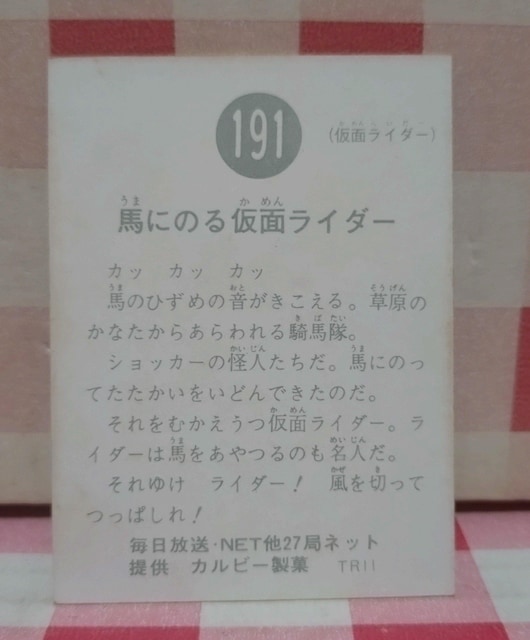 191
(仮面ライダー)
馬にのる仮面ライダー
カッ カッ カッ
馬のひずめの音がきこえる。草原の
かなたからあらわれる騎馬隊。
ショッカーの怪人たちだ。馬にのっ
てたたかいをいどんできたのだ。
それをむかえうつ仮面ライダー。ラ
イダーは馬をあやつるのも名人だ。
それゆけ ライダー! 風を切って
つっぱしれ!
毎日放送・NET他27局ネット
提供 カルビー製菓 TR11